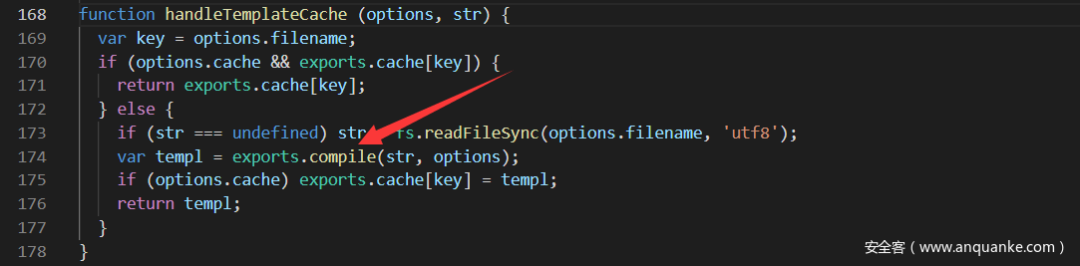 168 function handleTemplateCache (options, str) {
169   var key = options.filename;
170   if (options.cache && exports.cache[key]) {
171     return exports.cache[key];
172   } else {
173     if (str === undefined) str fs.readFileSync(options.filename, 'utf8');
174     var templ = exports.compile(str, options);
175     if (options.cache) exports.cache[key] = templ;
176     return templ;
177   }
178 }
安全客（www.anquanke.com）